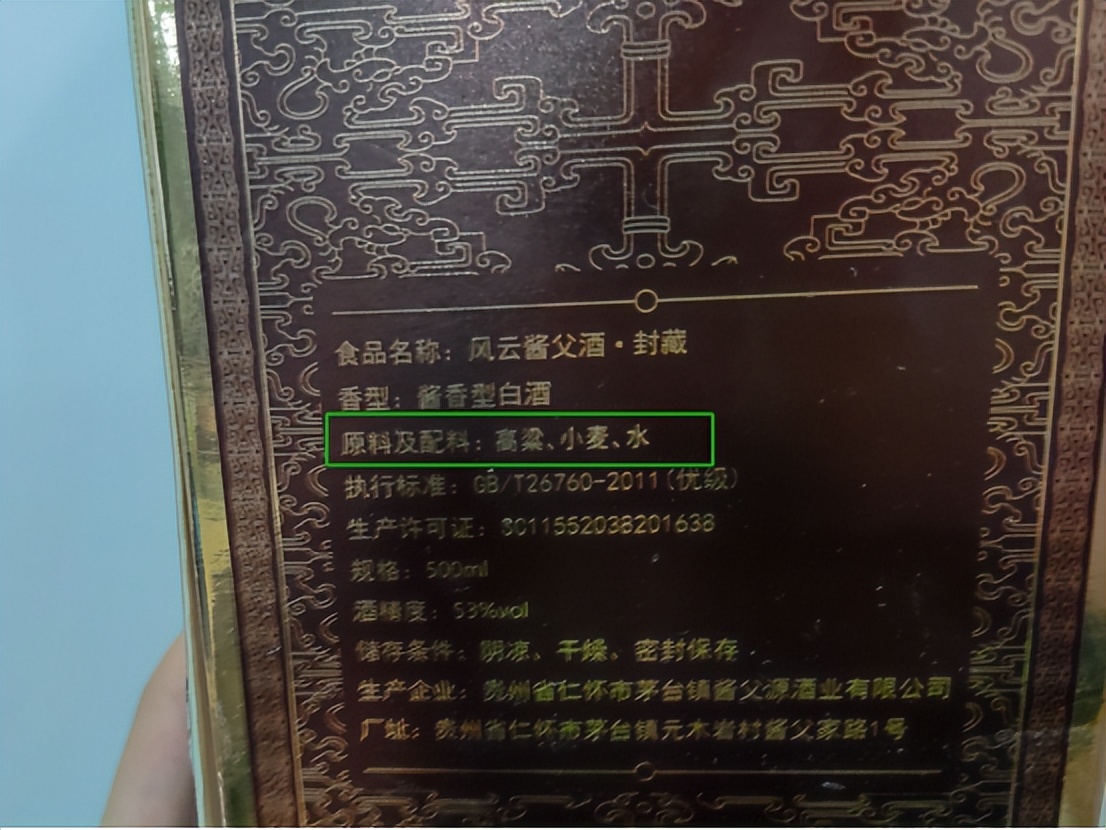 食品名称：风云酱父酒·封藏
香型：酱香型白酒
原料及配料：高粱、小麦、水
执行标准：GB/T26760-2011(优级)
生产许可证：SC11552038201638
规格：500ml
酒精度：53%vol
储存条件：阴凉、干燥、密封保存
生产企业：贵州省仁怀市茅台镇酱父源酒业有限公司
厂址：贵州省仁怀市茅台镇元木岩村酱父家路1号